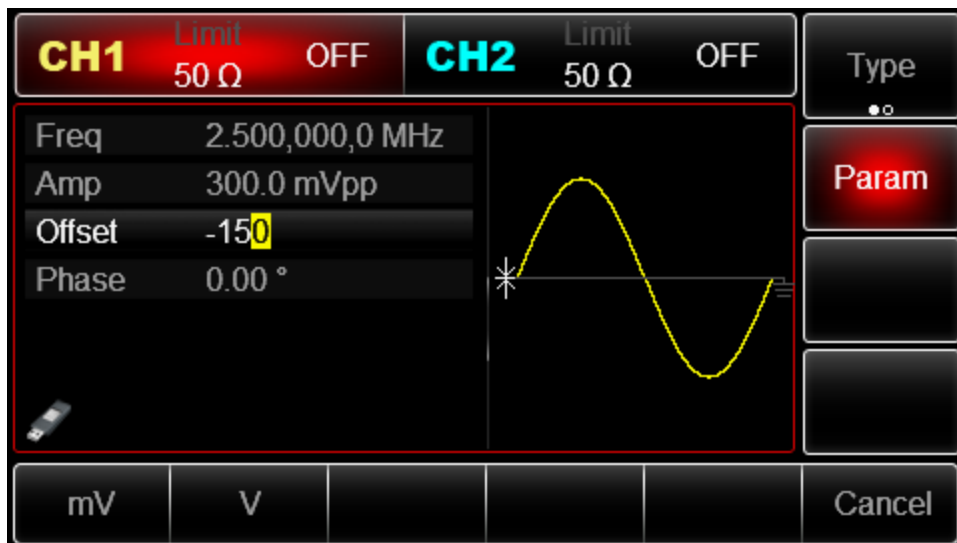 CH1 Limit 50 Ω OFF
CH2 Limit 50 Ω OFF
Type
Freq 2.500,000,0 MHz
Amp 300.0 mVpp
Offset -150
Phase 0.00 °
Param
mV V Cancel